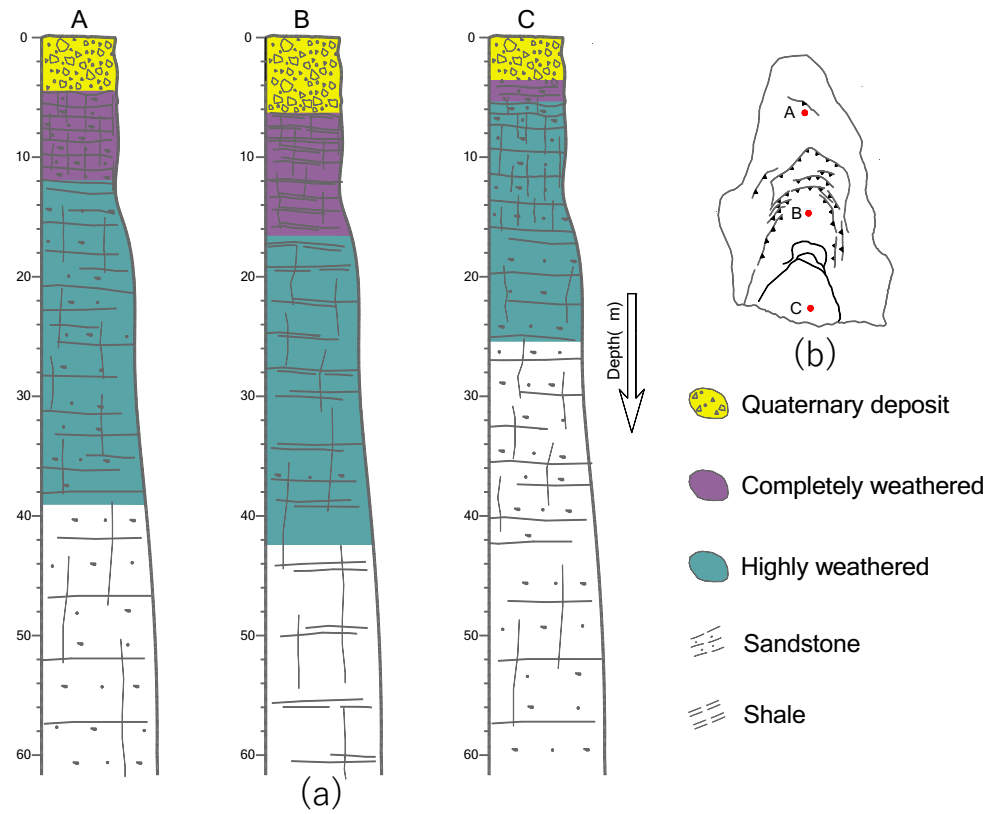 A
B
C
0
10
20
30
40
50
60
0
10
20
30
40
50
60
0
10
20
30
40
50
60
Depth( m)
(a)
A
B
C
(b)
Quaternary deposit
Completely weathered
Highly weathered
Sandstone
Shale